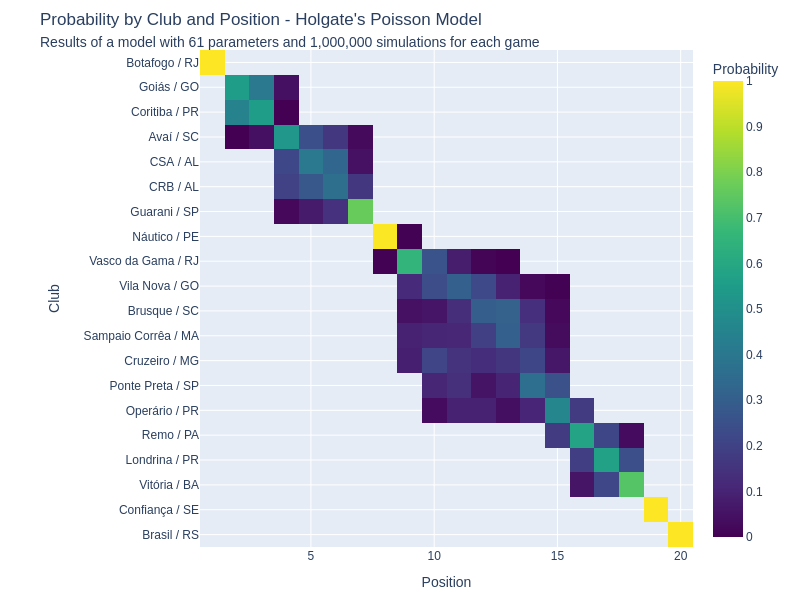 Probability by Club and Position - Holgate's Poisson Model
Results of a model with 61 parameters and 1,000,000 simulations for each game
Probability
Botafogo / RJ
Goiás / GO
Coritiba / PR
Avaí / SC
CSA / AL
CRB / AL
Guarani / SP
Náutico / PE
Vasco da Gama / RJ
Vila Nova / GO
Brusque / SC
Sampaio Corrêa / MA
Cruzeiro / MG
Ponte Preta / SP
Operário / PR
Remo / PA
Londrina / PR
Vitória / BA
Confiança / SE
Brasil / RS
Club
5
10
15
20
Position
1
0.9
0.8
0.7
0.6
0.5
0.4
0.3
0.2
0.1
0